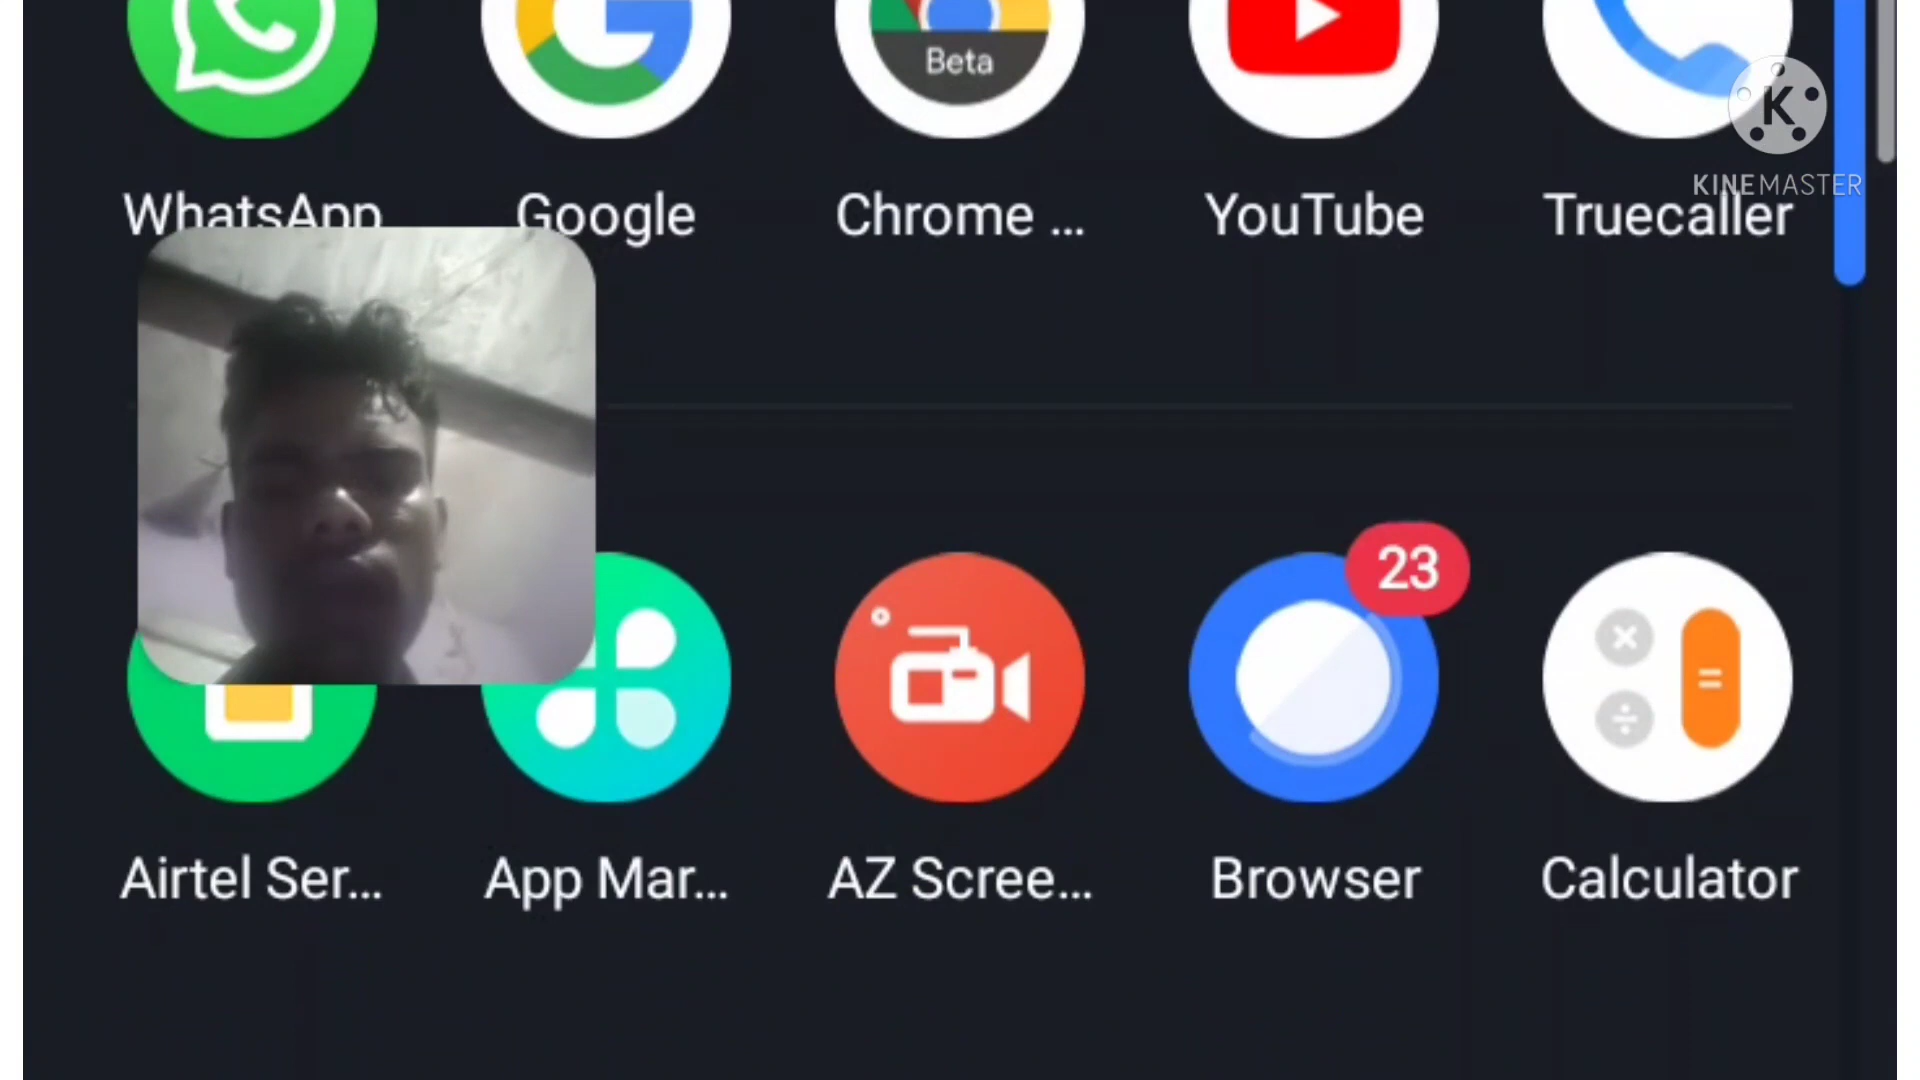 Beta
K
KINEMASTER
WhatsApp Google Chrome ... YouTube Truecaller
23
Airtel Ser... App Mar... AZ Scree... Browser Calculator